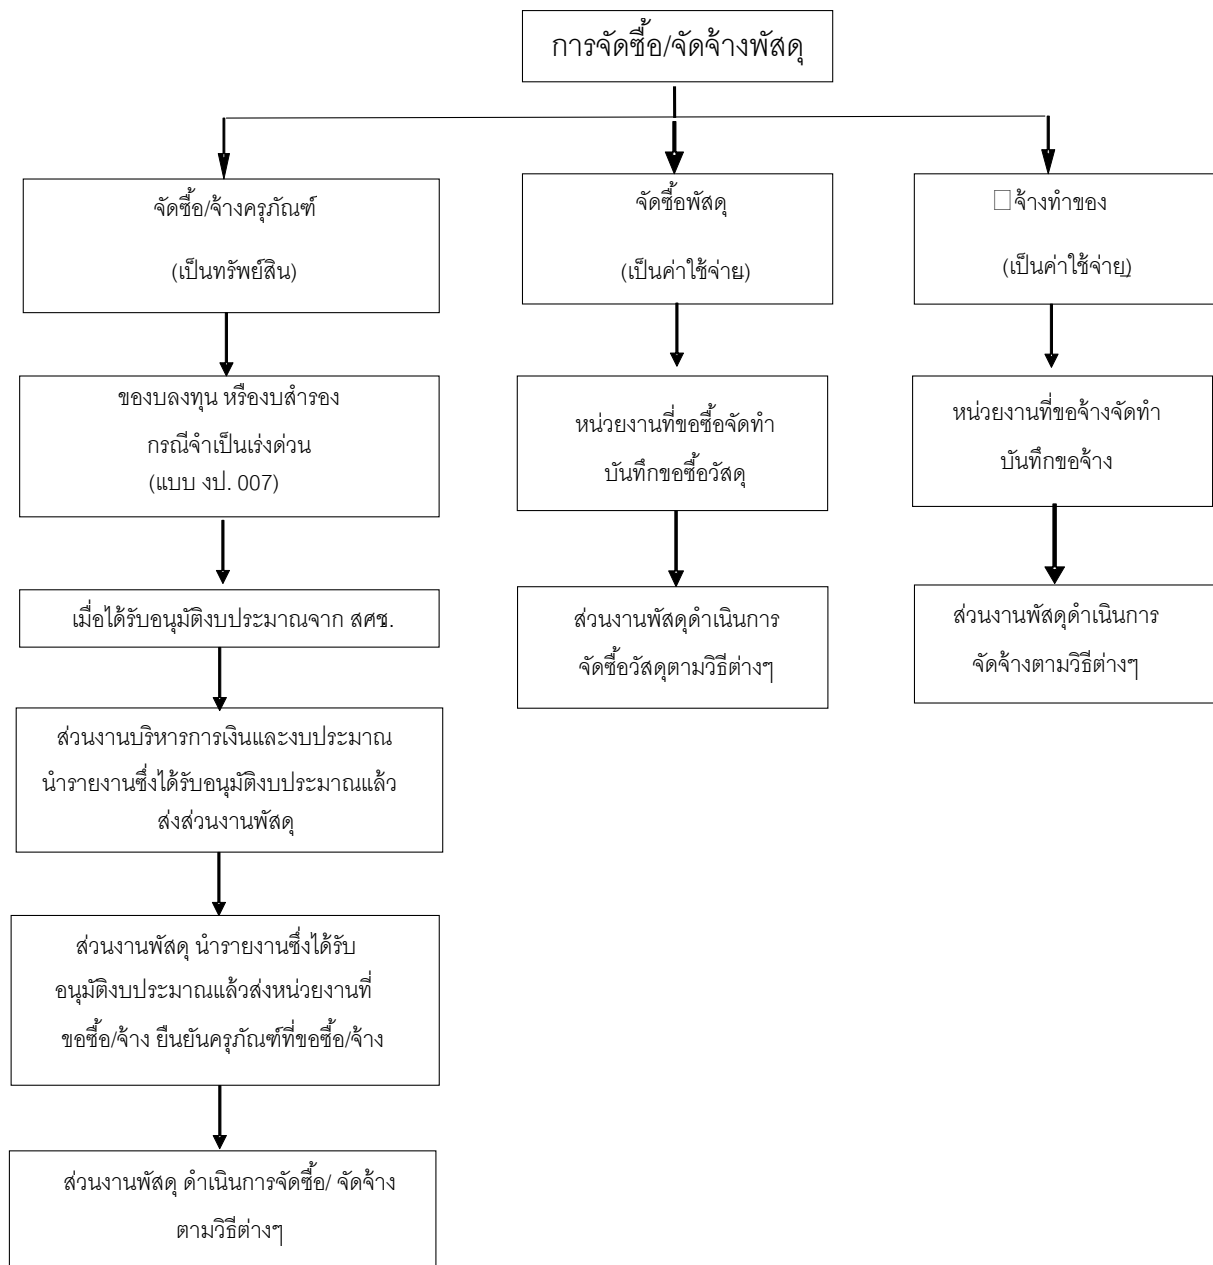 การจัดซื้อ/จัดจ้างพัสดุ
จัดซื้อ/จ้างครุภัณฑ์
(เป็นทรัพย์สิน)
ของบลงทุน หรืองบสำรอง
กรณีจำเป็นเร่งด่วน
(แบบ งป. 007)
เมื่อได้รับอนุมัติงบประมาณจาก สศช.
ส่วนงานบริหารการเงินและงบประมาณ
นำรายงานซึ่งได้รับอนุมัติงบประมาณแล้ว
ส่งส่วนงานพัสดุ
ส่วนงานพัสดุ นำรายงานซึ่งได้รับ
อนุมัติงบประมาณแล้วส่งหน่วยงานที่
ขอซื้อ/จ้าง ยืนยันครุภัณฑ์ที่ขอซื้อ/จ้าง
ส่วนงานพัสดุ ดำเนินการจัดซื้อ/ จัดจ้าง
ตามวิธีต่างๆ
จัดซื้อพัสดุ
(เป็นค่าใช้จ่าย)
หน่วยงานที่ขอซื้อจัดทำ
บันทึกขอซื้อวัสดุ
ส่วนงานพัสดุดำเนินการ
จัดซื้อวัสดุตามวิธีต่างๆ
จ้างทำของ
(เป็นค่าใช้จ่าย)
หน่วยงานที่ขอจ้างจัดทำ
บันทึกขอจ้าง
ส่วนงานพัสดุดำเนินการ
จัดจ้างตามวิธีต่างๆ